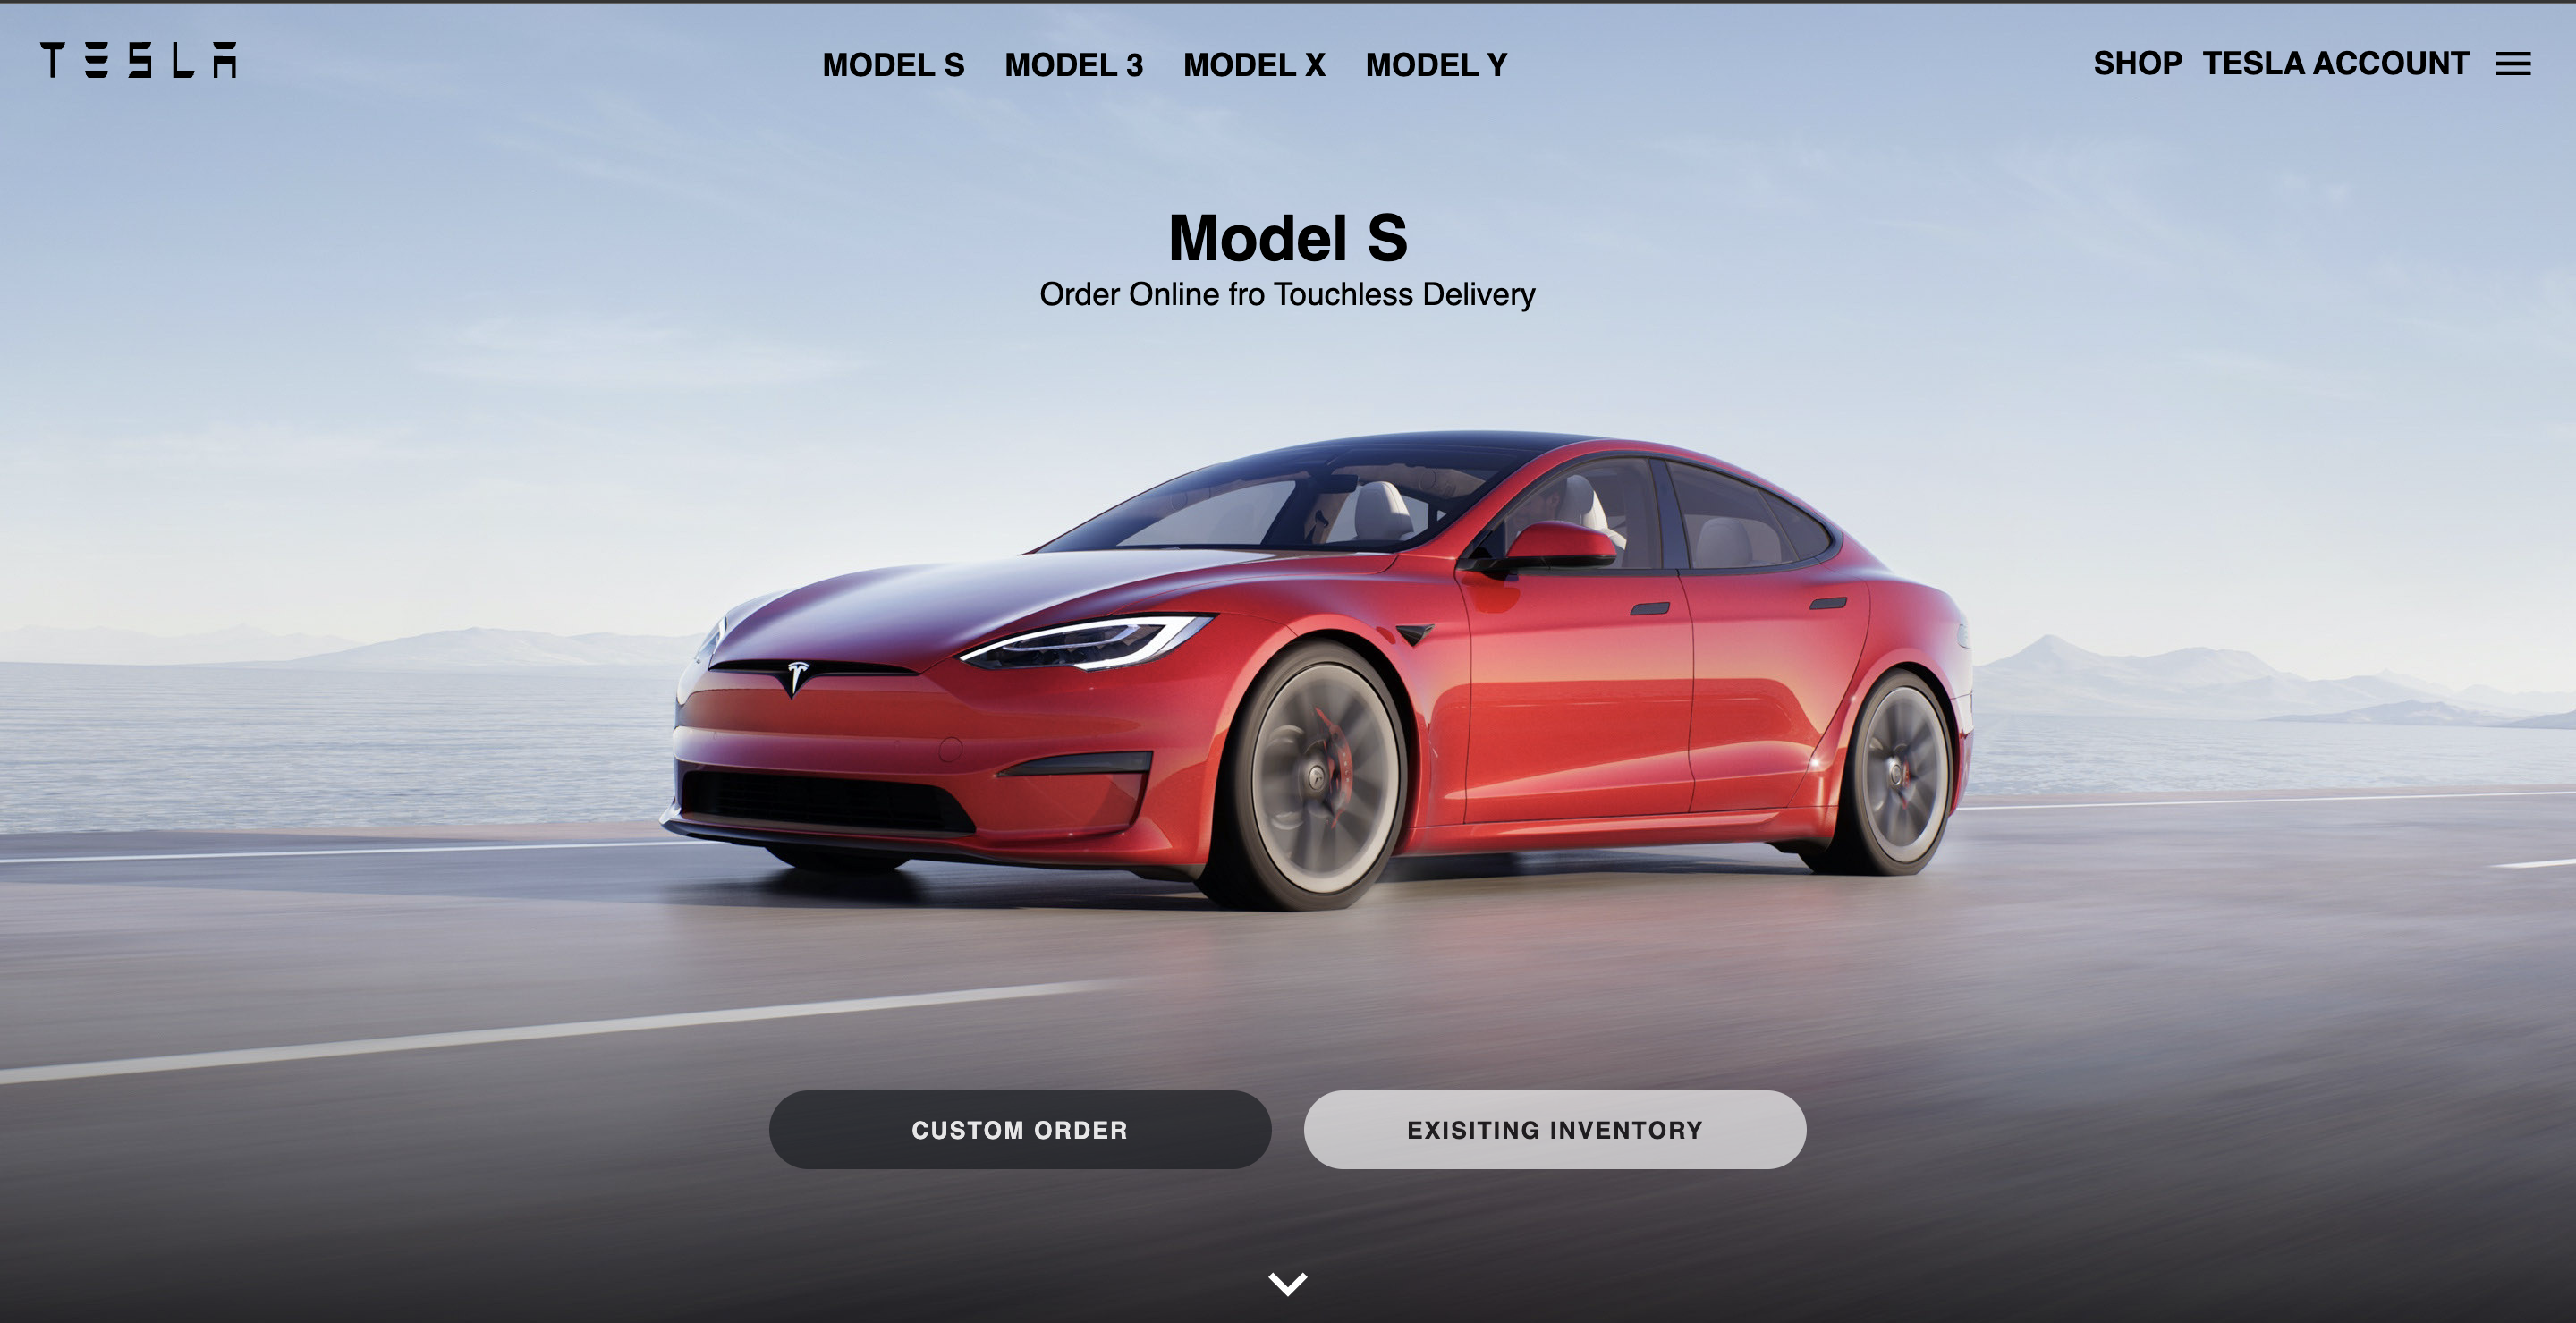 TESLA
MODEL S MODEL 3 MODEL X MODEL Y
SHOP TESLA ACCOUNT
Model S
Order Online fro Touchless Delivery
CUSTOM ORDER
EXISITING INVENTORY